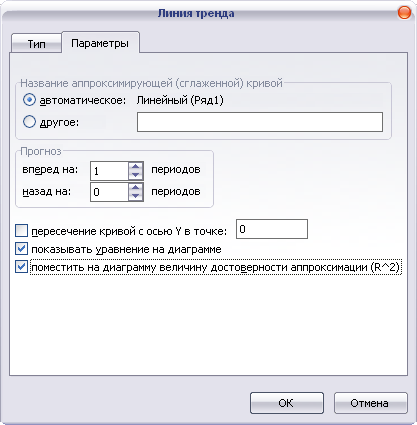 Линия тренда
Тип
Параметры
Название аппроксимирующей (сглаженной) кривой
автоматическое: Линейный (Ряд1)
другое:
Прогноз
вперед на: 1 периодов
назад на: 0 периодов
пересечение кривой с осью Y в точке: 0
показывать уравнение на диаграмме
поместить на диаграмму величину достоверности аппроксимации (R^2)
OK
Отмена